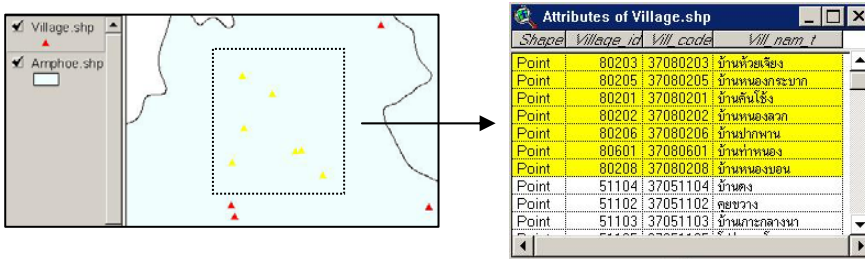 Village.shp
Amphoe.shp
Attributes of Village.shp
Shape Village_id Vill_code Vill_nam_t
Point 80203 37080203 บ้านห้วยเจียง
Point 80205 37080205 บ้านหนองกระบาก
Point 80201 37080201 บ้านคันโช้ง
Point 80202 37080202 บ้านหนองลวก
Point 80206 37080206 บ้านปากพาน
Point 80601 37080601 บ้านท่าหนอง
Point 80208 37080208 บ้านหนองบอน
Point 51104 37051104 บ้านดง
Point 51102 37051102 คุยขวาง
Point 51103 37051103 บ้านเกาะกลางนา